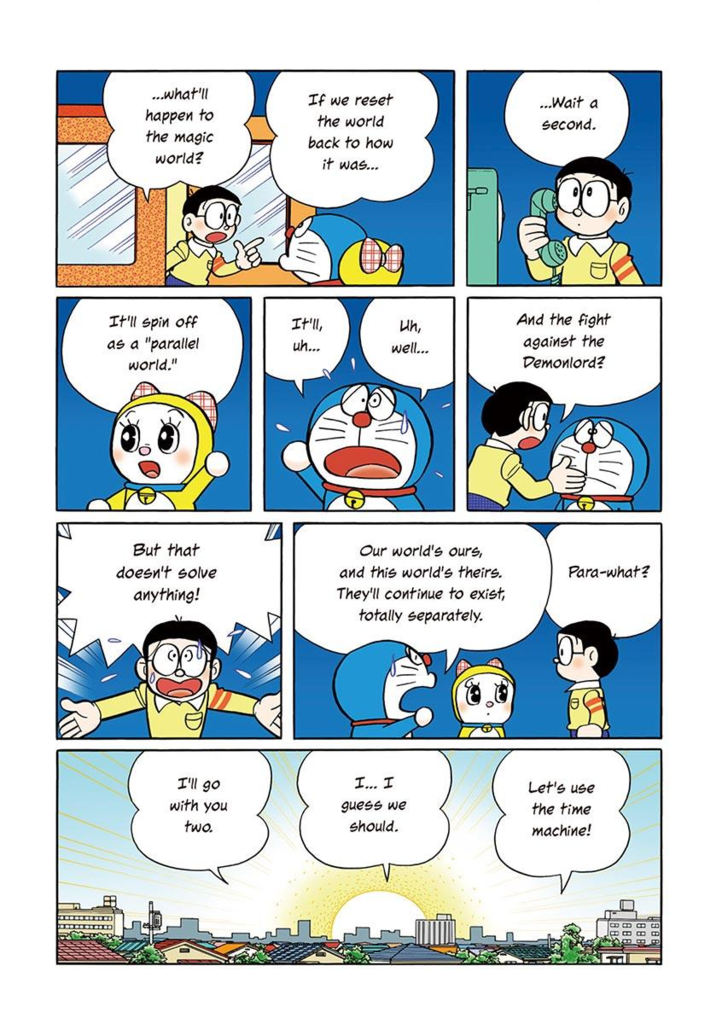 ...Wait a
second.
If we reset
the world
back to how
it was...
...what'll
happen to
the magic
world?
And the fight
against the
Demonlord?
Uh,
well...
It'll,
uh...
It'll spin off
as a "parallel
world."
Para-what?
Our world's ours,
and this world's theirs.
They'll continue to exist,
totally separately.
But that
doesn't solve
anything!
Let's use
the time
machine!
I... I
guess we
should.
I'll go
with you
two.